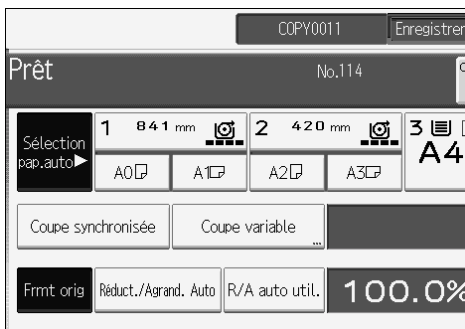 COPY0011 Enregistrer
Prêt No.114
Sélection
pap.auto▶
1 841 mm 2 420 mm 3
A4
A0 A1 A2 A3
Coupe synchronisée Coupe variable ...
Frmt orig Réduct./Agrand. Auto R/A auto util. 100.0%